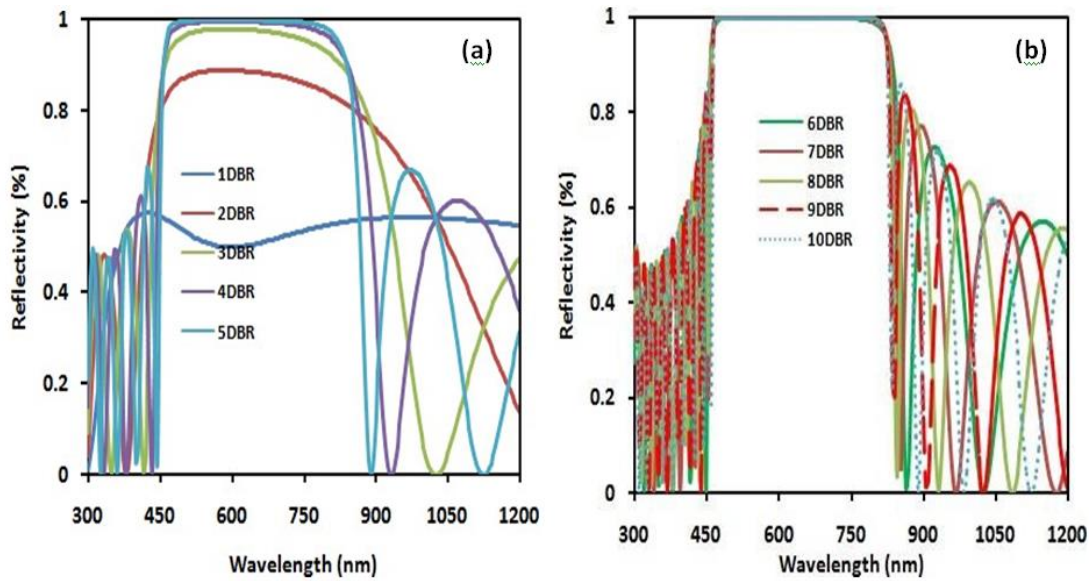 (a)
1
0.8
0.6
0.4
0.2
0
Reflectivity (%)
1DBR
2DBR
3DBR
4DBR
5DBR
300 450 600 750 900 1050 1200
Wavelength (nm)
(b)
1
0.8
0.6
0.4
0.2
0
Reflectivity (%)
6DBR
7DBR
8DBR
9DBR
10DBR
300 450 600 750 900 1050 1200
Wavelength (nm)